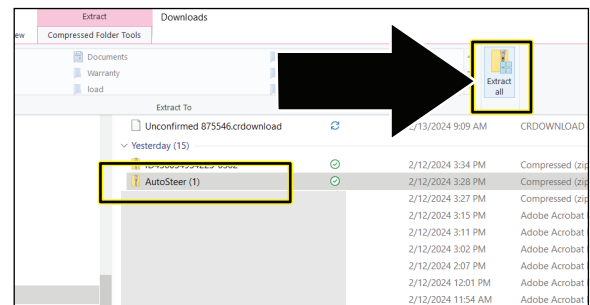 Extract
Downloads
ew
Compressed Folder Tools
Documents
Warranty
load
Extract
all
Extract To
Unconfirmed 875546.crdownload
2/13/2024 9:09 AM
CRDOWNLOAD
Yesterday (15)
2/12/2024 3:34 PM
Compressed (zip
AutoSteer (1)
2/12/2024 3:28 PM
Compressed (zip
2/12/2024 3:27 PM
Compressed (zip
2/12/2024 3:15 PM
Adobe Acrobat
2/12/2024 3:11 PM
Adobe Acrobat
2/12/2024 3:02 PM
Adobe Acrobat
2/12/2024 2:07 PM
Adobe Acrobat
2/12/2024 12:01 PM
Adobe Acrobat
2/12/2024 11:54 AM
Adobe Acrobat